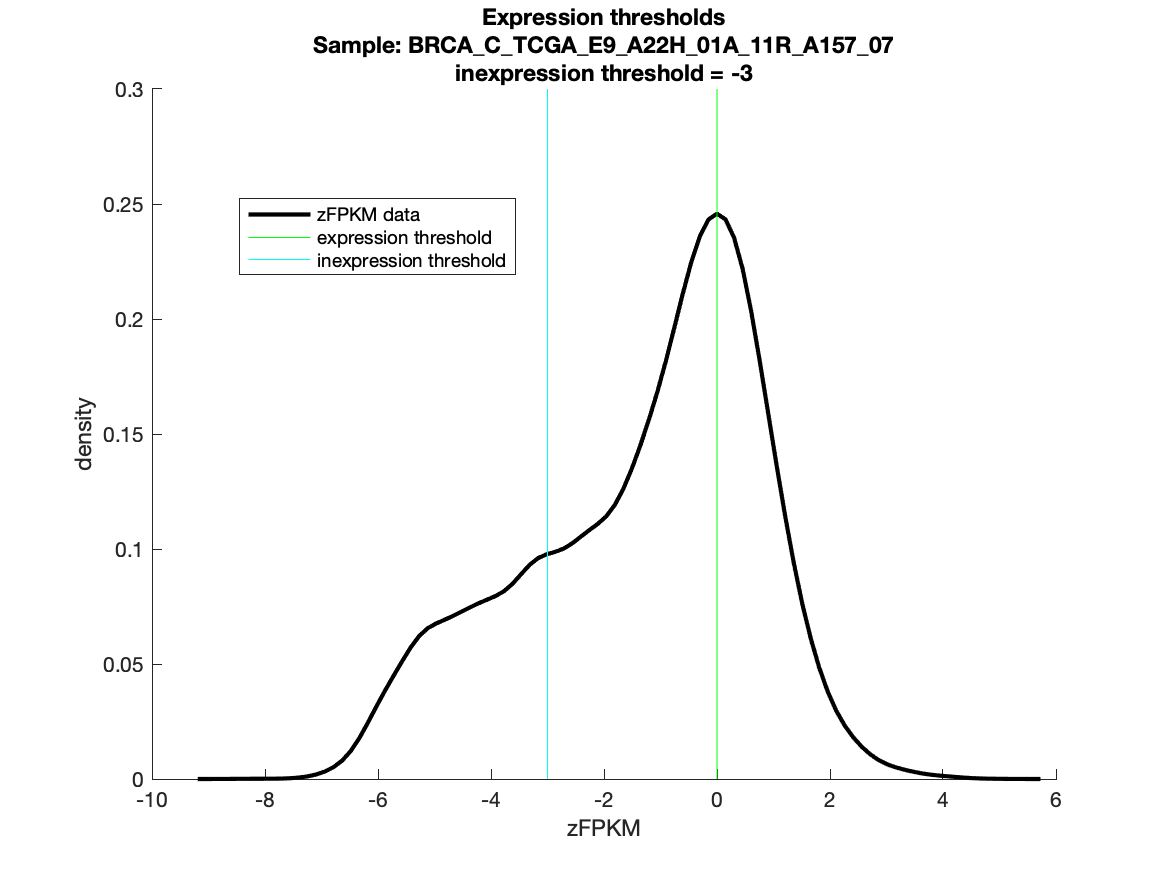 Expression thresholds
Sample: BRCA_C_TCGA_E9_A22H_01A_11R_A157_07
inexpression threshold = -3
0.3
0.25
0.2
0.15
0.1
0.05
0
density
zFPKM data
expression threshold
inexpression threshold
-10 -8 -6 -4 -2 0 2 4 6
zFPKM